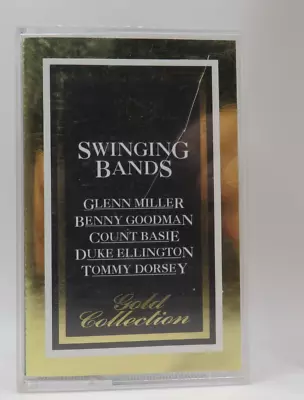 SWINGING
BANDS
GLENN MILLER
BENNY GOODMAN
COUNT BASIE
DUKE ELLINGTON
TOMMY DORSEY
Gold
Collection